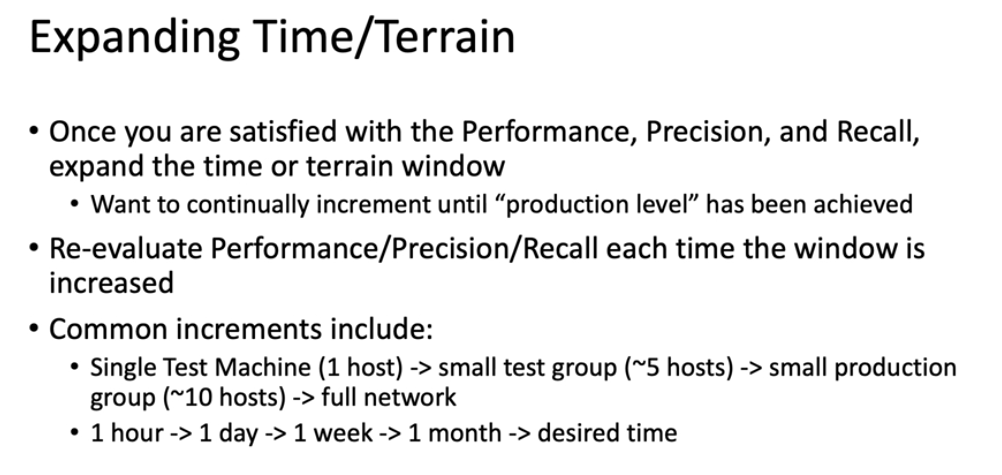 Expanding Time/Terrain
• Once you are satisfied with the Performance, Precision, and Recall,
expand the time or terrain window
• Want to continually increment until “production level” has been achieved
• Re-evaluate Performance/Precision/Recall each time the window is
increased
• Common increments include:
• Single Test Machine (1 host) -> small test group (~5 hosts) -> small production
group (~10 hosts) -> full network
• 1 hour -> 1 day -> 1 week -> 1 month -> desired time